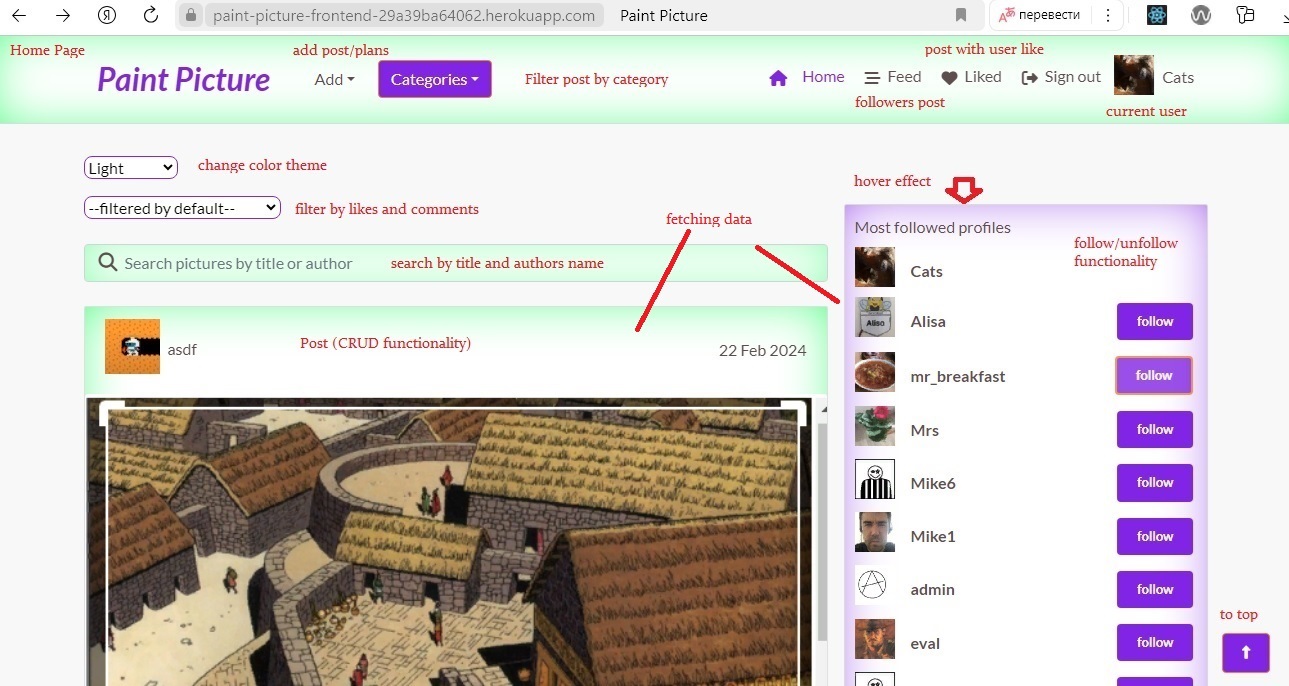 paint-picture-frontend-29a39ba64062.herokuapp.com Paint Picture перевести
Home Page add post/plans post with user like
Paint Picture Add Categories Filter post by category Home Feed Liked Sign out Cats
followers post
current user
Light change color theme
hover effect
--filtered by default-- filter by likes and comments
fetching data
Most followed profiles
follow/unfollow
functionality
Search pictures by title or author search by title and authors name
Cats
Alisa
Alisa follow
asdf Post (CRUD functionality) 22 Feb 2024
mr_breakfast follow
Mrs follow
Mike6 follow
Mike1 follow
admin follow
to top
eval follow